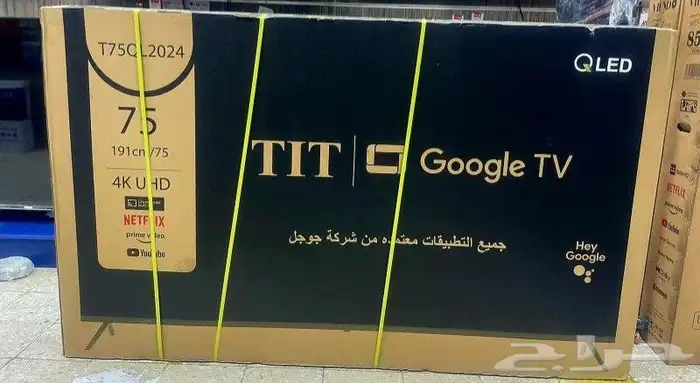 T75QL2024
75
191cm/75
4K UHD
NETFLIX
prime video
YouTube
QLED
TIT
Google TV
جميع التطبيقات معتمده من شركة جوجل
Hey
Google
حراج
85